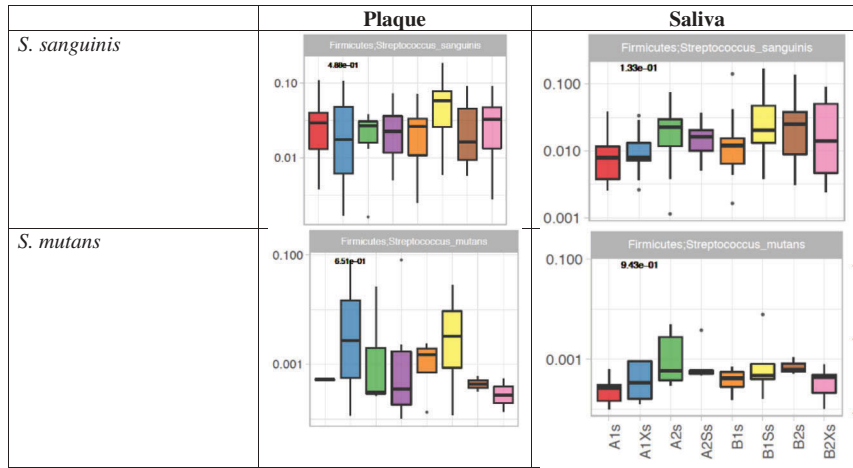 Plaque
Saliva
S. sanguinis
Firmicutes;Streptococcus_sanguinis
4.88e-01
0.10
0.01
Firmicutes;Streptococcus_sanguinis
1.33e-01
0.100
0.010
0.001
S. mutans
Firmicutes;Streptococcus_mutans
6.51e-01
0.100
0.001
Firmicutes;Streptococcus_mutans
9.43e-01
0.100
0.001
A1s
A1Xs
A2s
A2Ss
B1s
B1Ss
B2s
B2Xs